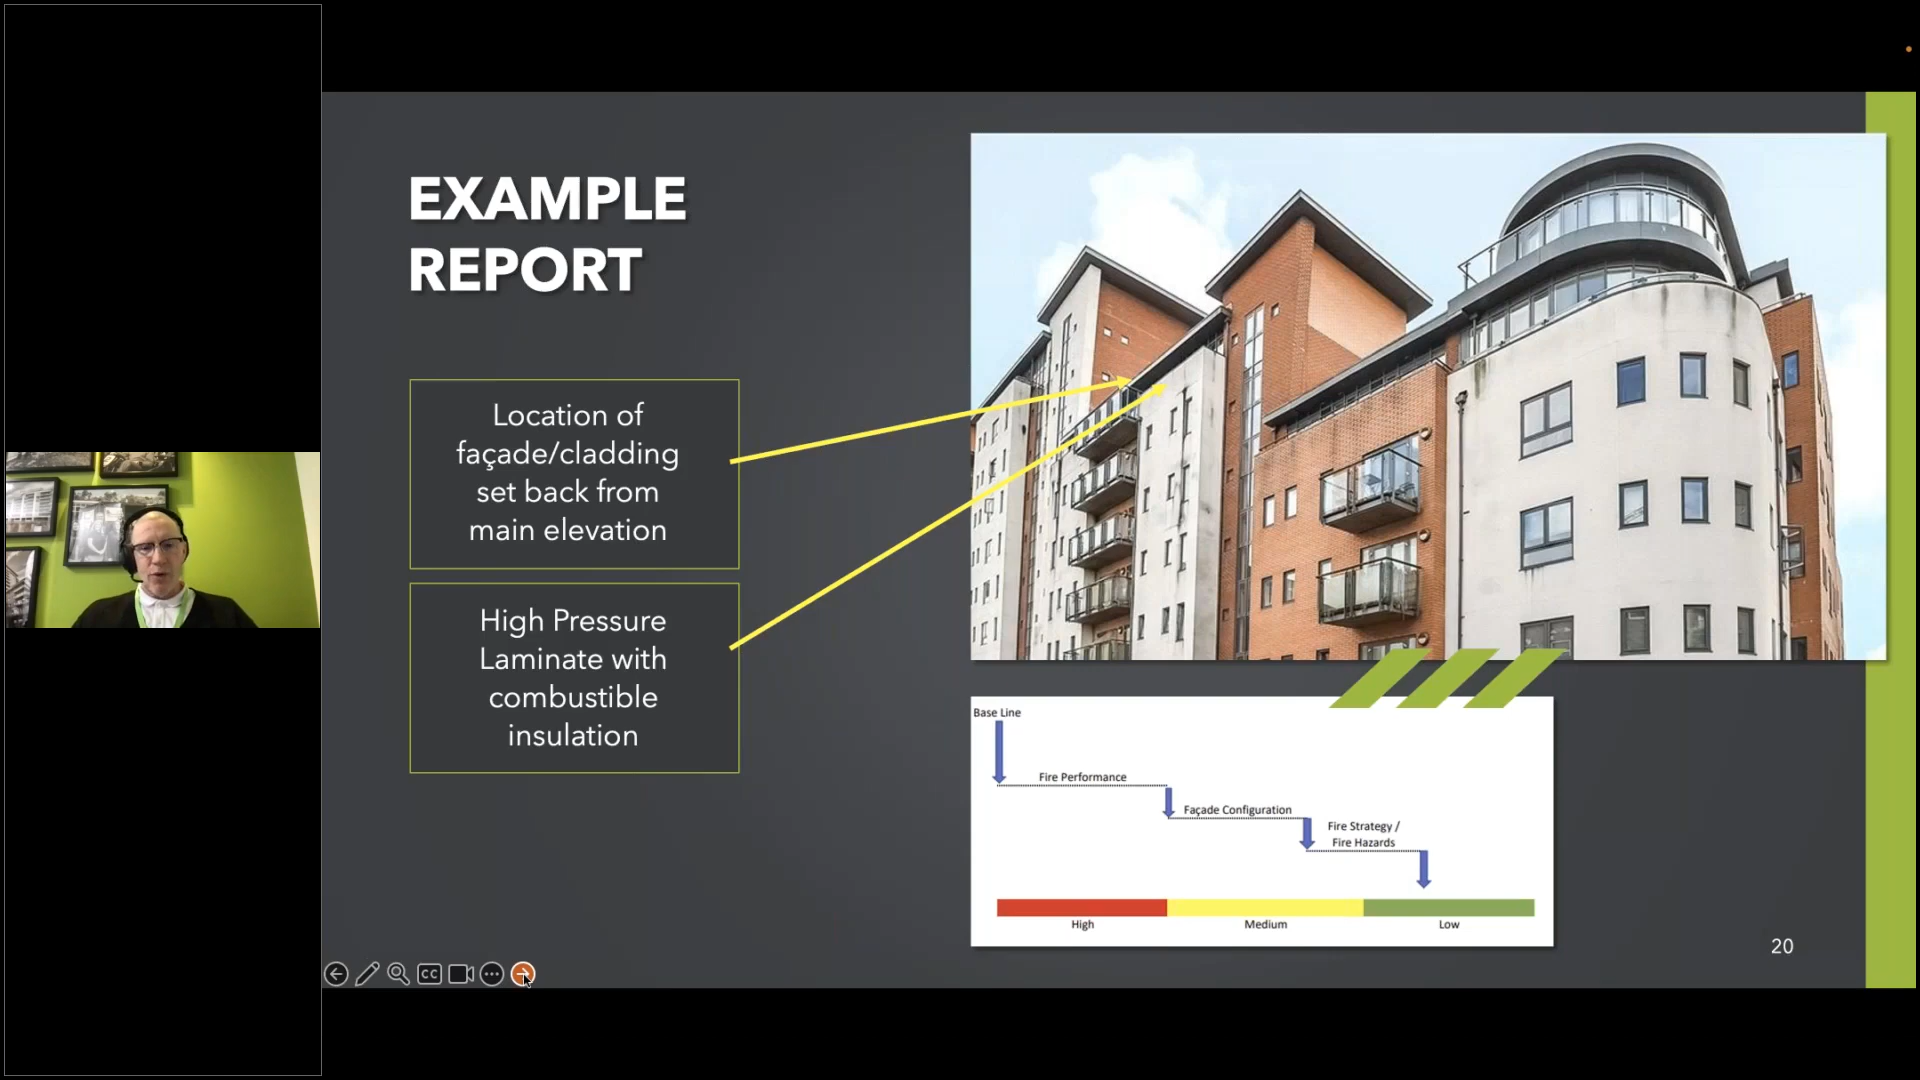 EXAMPLE
REPORT
Location of
façade/cladding
set back from
main elevation
High Pressure
Laminate with
combustible
insulation
Base Line
Fire Performance
Façade Configuration
Fire Strategy /
Fire Hazards
High
Medium
Low
20
CC